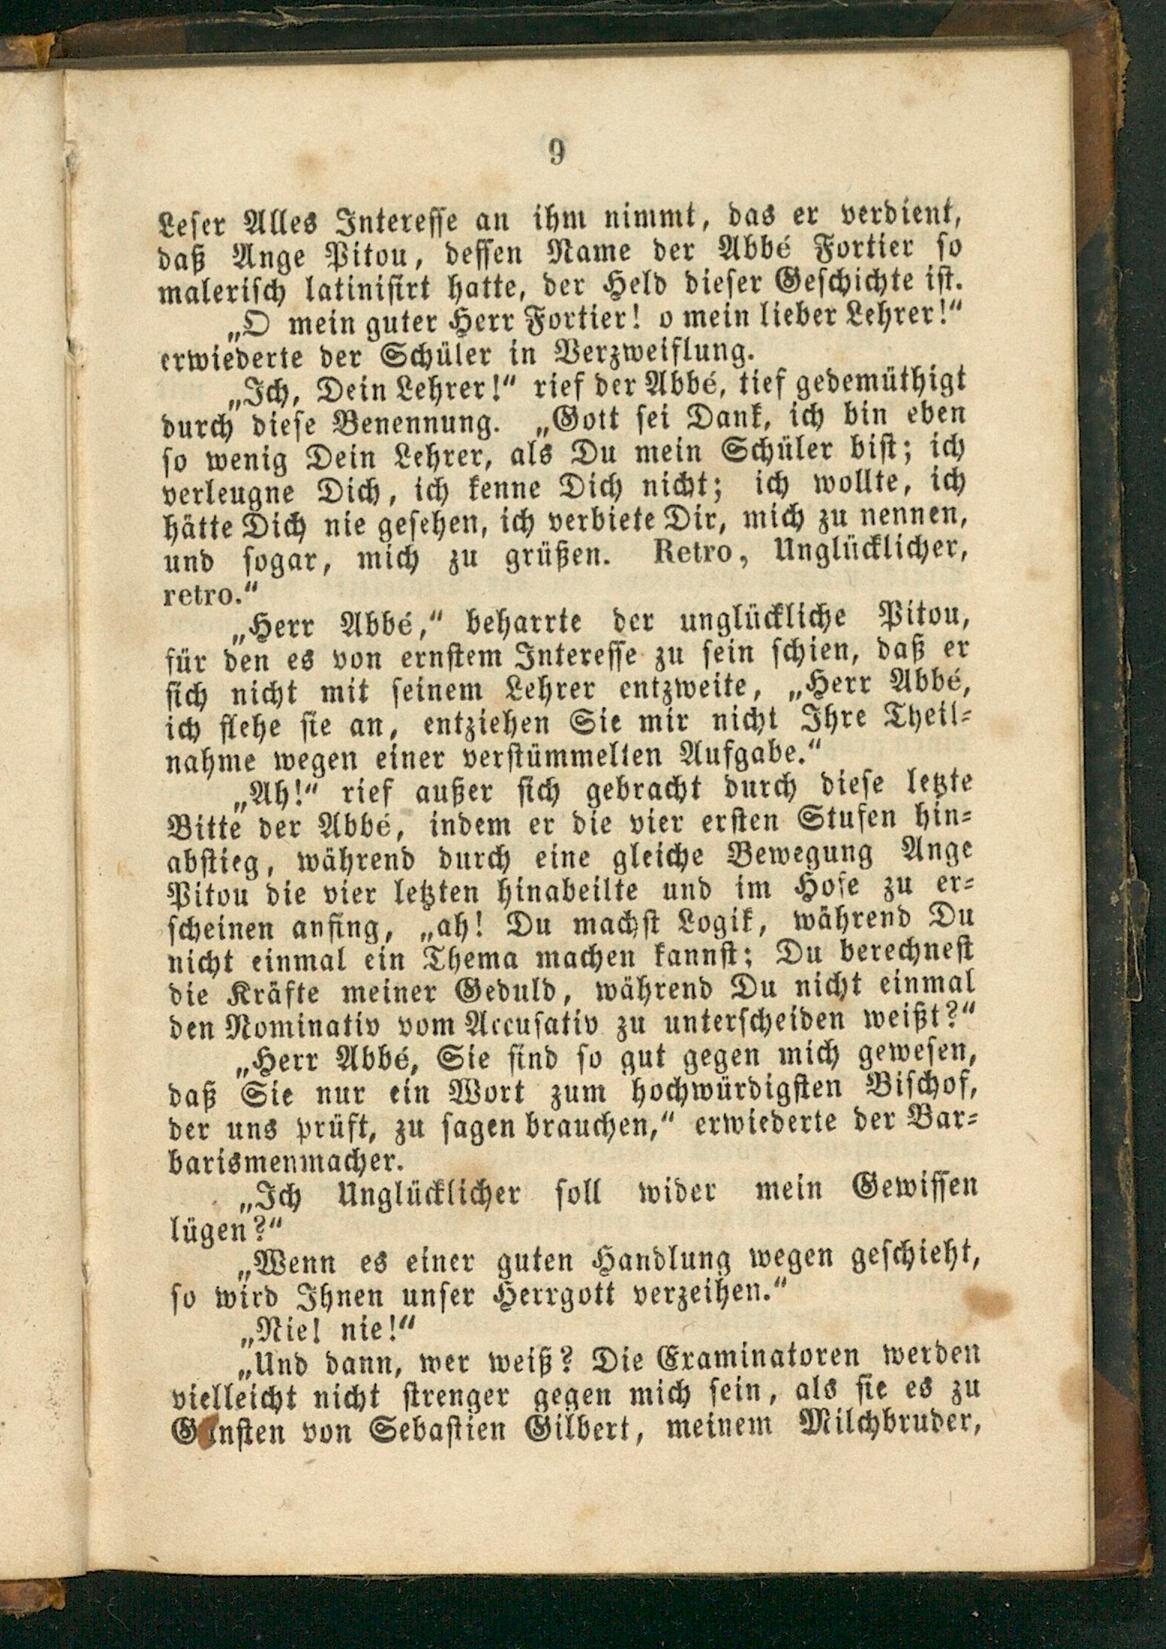 9
Leser Alles Interesse an ihm nimmt, das er verdient,
daß Ange Pitou, dessen Name der Abbé Fortier so
malerisch latinisirt hatte, der Held dieser Geschichte ist.
„O mein guter Herr Fortier! o mein lieber Lehrer!“
erwiederte der Schüler in Verzweiflung.
„Ich, Dein Lehrer!“ rief der Abbé, tief gedemüthigt
durch diese Benennung. „Gott sei Dank, ich bin eben
so wenig Dein Lehrer, als Du mein Schüler bist; ich
verleugne Dich, ich kenne Dich nicht; ich wollte, ich
hätte Dich nie gesehen, ich verbiete Dir, mich zu nennen,
und sogar, mich zu grüßen. Retro, Unglücklicher,
retro.“
„Herr Abbé,“ beharrte der unglückliche Pitou,
für den es von ernstem Interesse zu sein schien, daß er
sich nicht mit seinem Lehrer entzweite, „Herr Abbé,
ich flehe sie an, entziehen Sie mir nicht Ihre Theil-
nahme wegen einer verstümmelten Aufgabe.“
„Ah!“ rief außer sich gebracht durch diese letzte
Bitte der Abbé, indem er die vier ersten Stufen hin-
abstieg, während durch eine gleiche Bewegung Ange
Pitou die vier letzten hinabeilte und im Hofe zu er-
scheinen anfing, „ah! Du machst Logik, während Du
nicht einmal ein Thema machen kannst; Du berechnest
die Kräfte meiner Geduld, während Du nicht einmal
den Nominativ vom Accusativ zu unterscheiden weißt?“
„Herr Abbé, Sie sind so gut gegen mich gewesen,
daß Sie nur ein Wort zum hochwürdigsten Bischof,
der uns prüft, zu sagen brauchen,“ erwiederte der Bar-
barismenmacher.
„Ich Unglücklicher soll wider mein Gewissen
lügen?“
„Wenn es einer guten Handlung wegen geschieht,
so wird Ihnen unser Herrgott verzeihen.“
„Nie! nie!“
„Und dann, wer weiß? Die Examinatoren werden
vielleicht nicht strenger gegen mich sein, als sie es zu
Gunsten von Sebastien Gilbert, meinem Milchbruder,